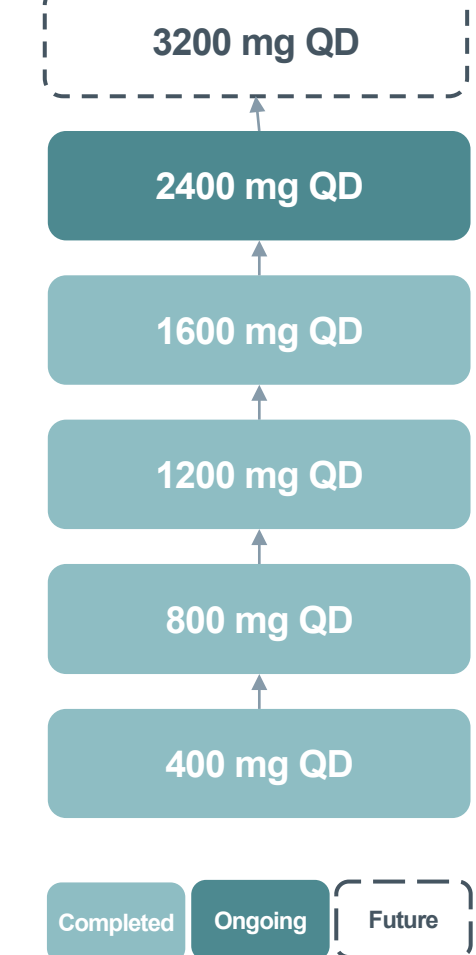 3200 mg QD
2400 mg QD
1600 mg QD
1200 mg QD
800 mg QD
400 mg QD
Completed Ongoing Future